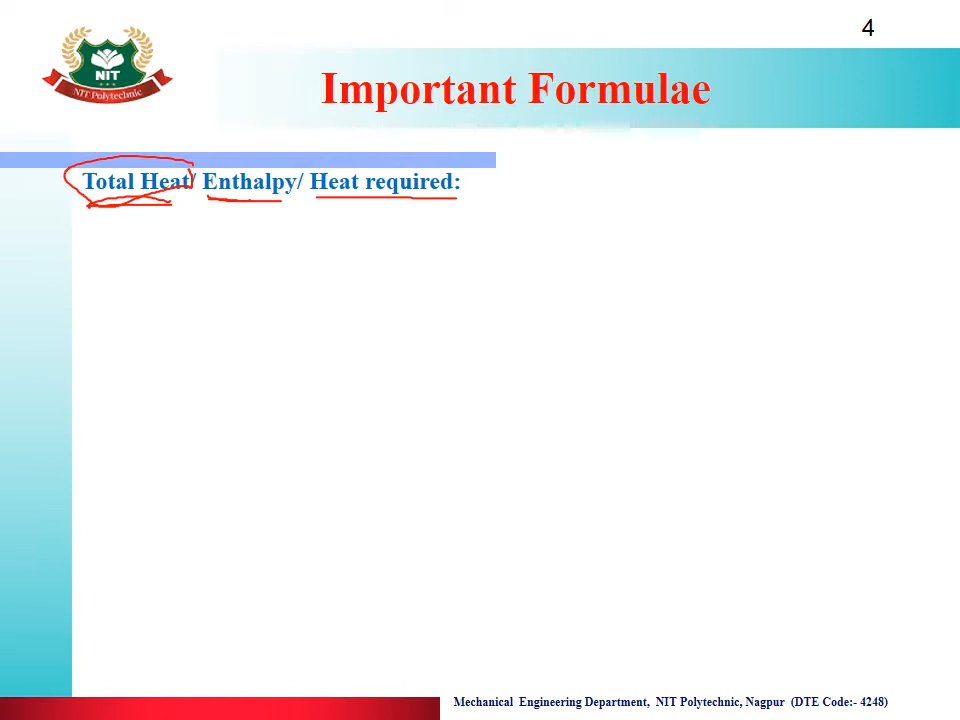 4
NIT
NIT Polytechnic
Important Formulae
Total Heat/ Enthalpy/ Heat required:
Mechanical Engineering Department, NIT Polytechnic, Nagpur (DTE Code:- 4248)